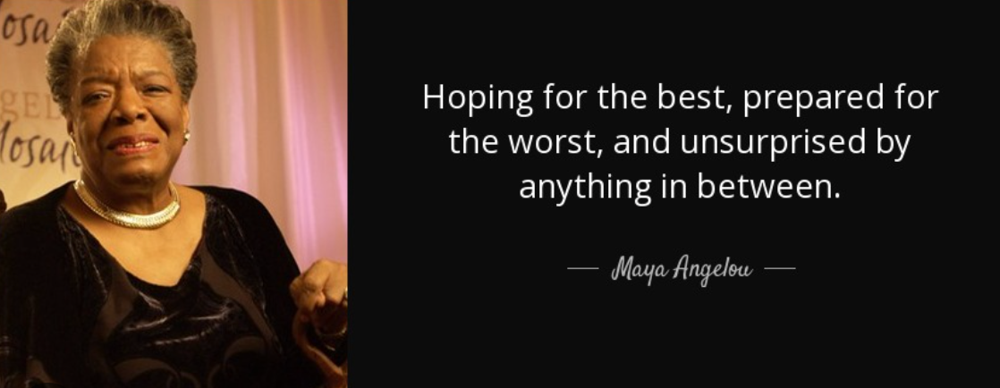 Hoping for the best, prepared for
the worst, and unsurprised by
anything in between.
Maya Angelou